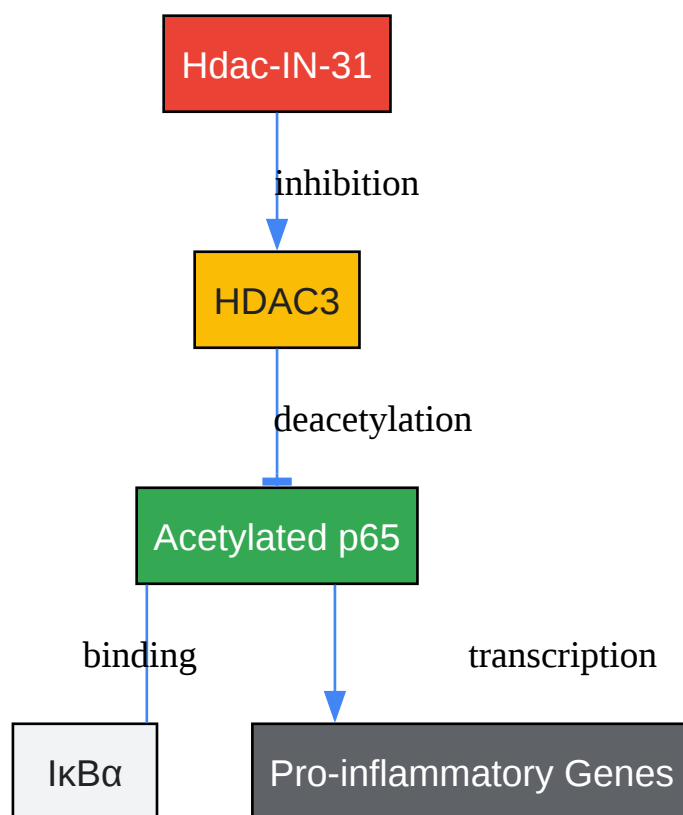 Hdac-IN-31
inhibition
HDAC3
deacetylation
Acetylated p65
binding
transcription
IκBα
Pro-inflammatory Genes